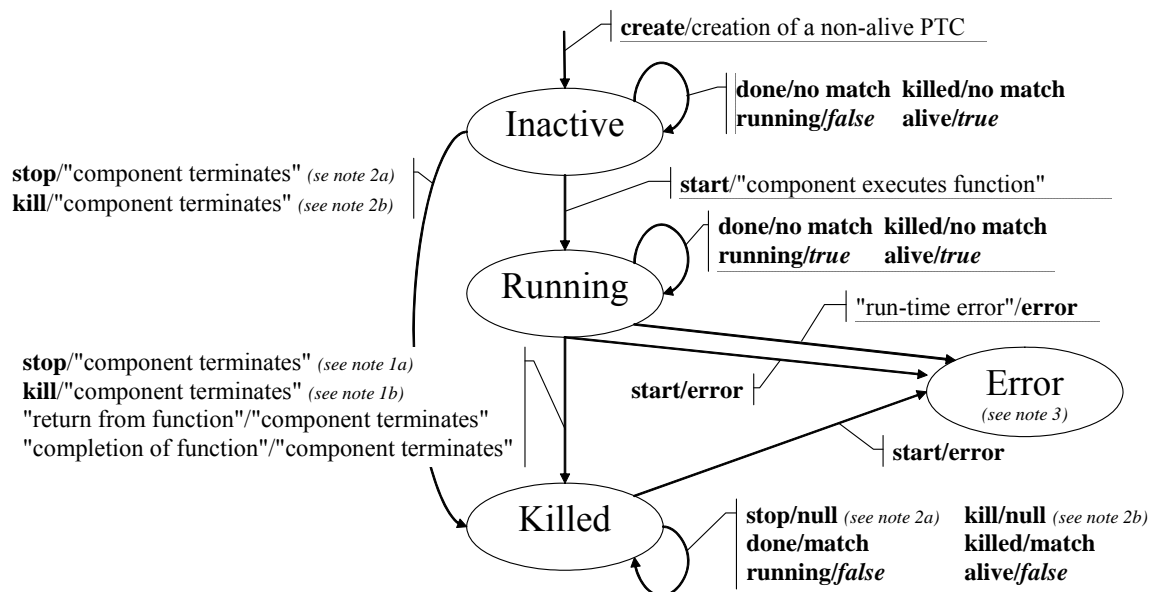 create/creation of a non-alive PTC
Inactive
done/no match killed/no match
running/false alive/true
stop/"component terminates" (se note 2a)
kill/"component terminates" (see note 2b)
start/"component executes function"
done/no match killed/no match
running/true alive/true
Running
"run-time error"/error
stop/"component terminates" (see note 1a)
kill/"component terminates" (see note 1b)
"return from function"/"component terminates"
"completion of function"/"component terminates"
start/error
Error
(see note 3)
start/error
Killed
stop/null (see note 2a) kill/null (see note 2b)
done/match killed/match
running/false alive/false